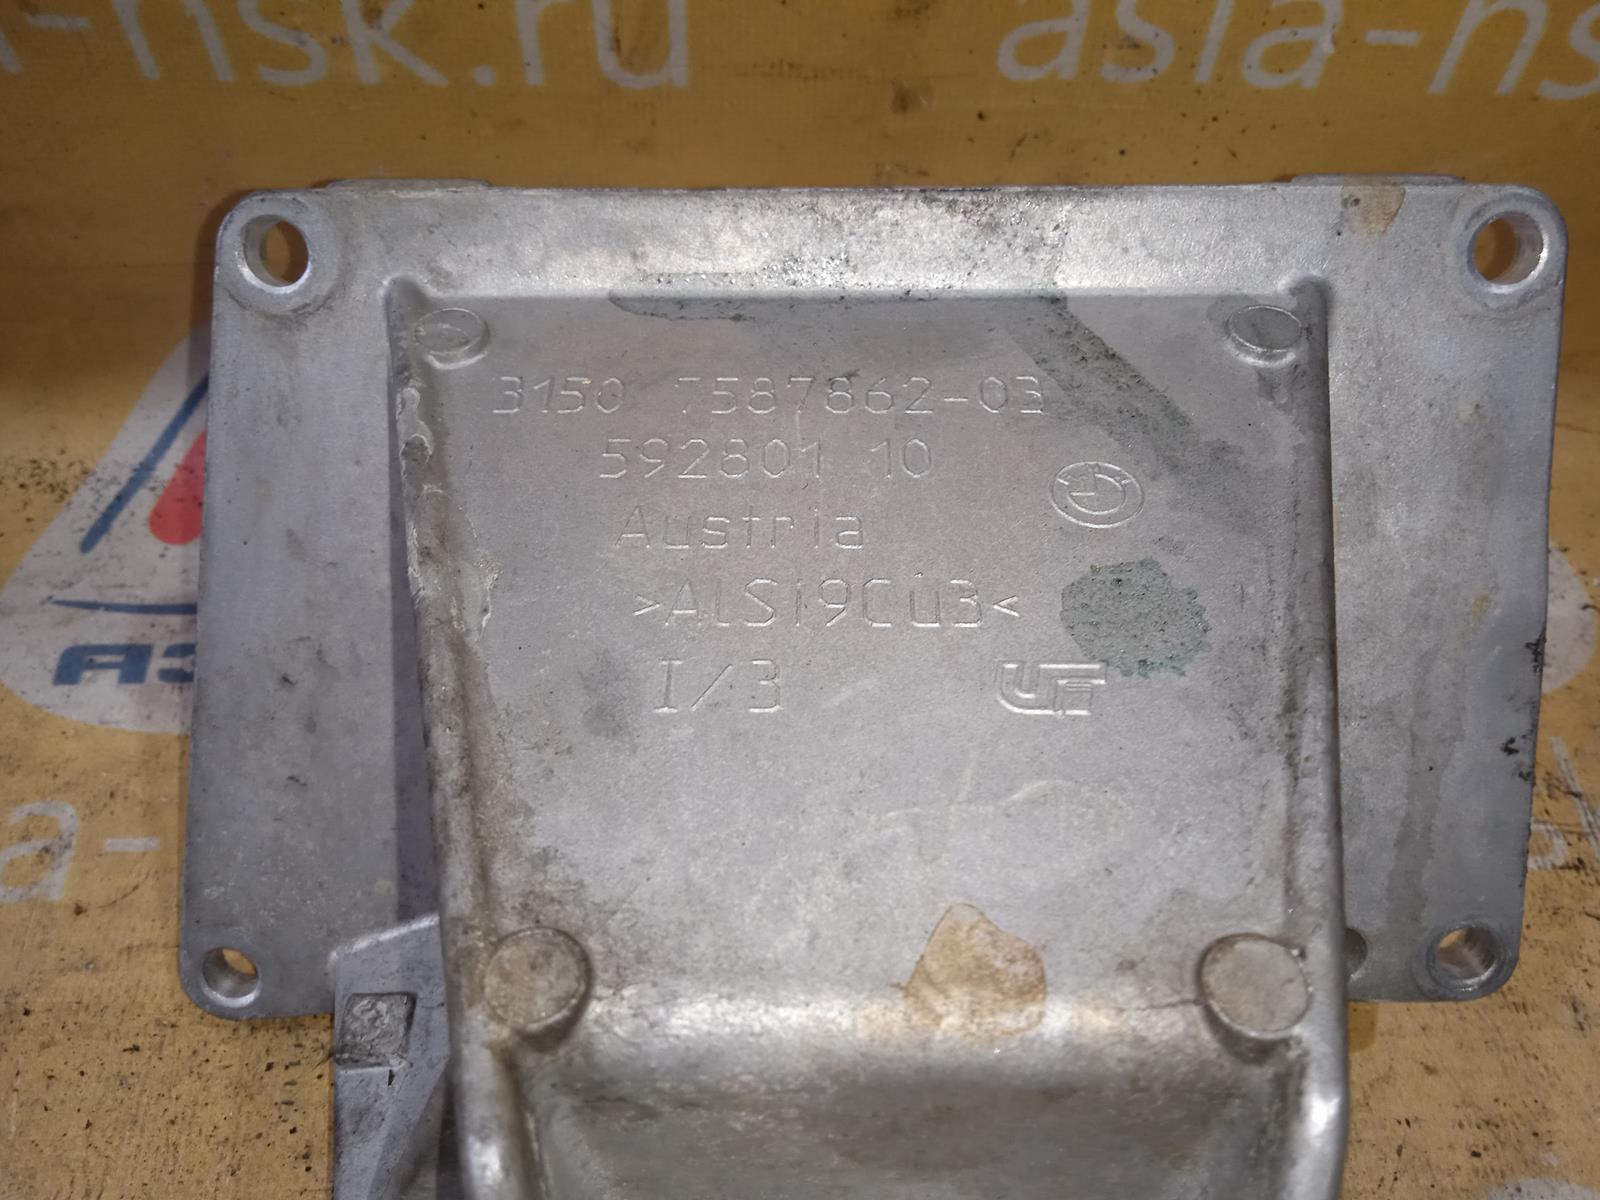 -nsk.ru
asia-ns
3150 7587862-03
592801 10
Austria
>AlSi9Cu3<
I/3